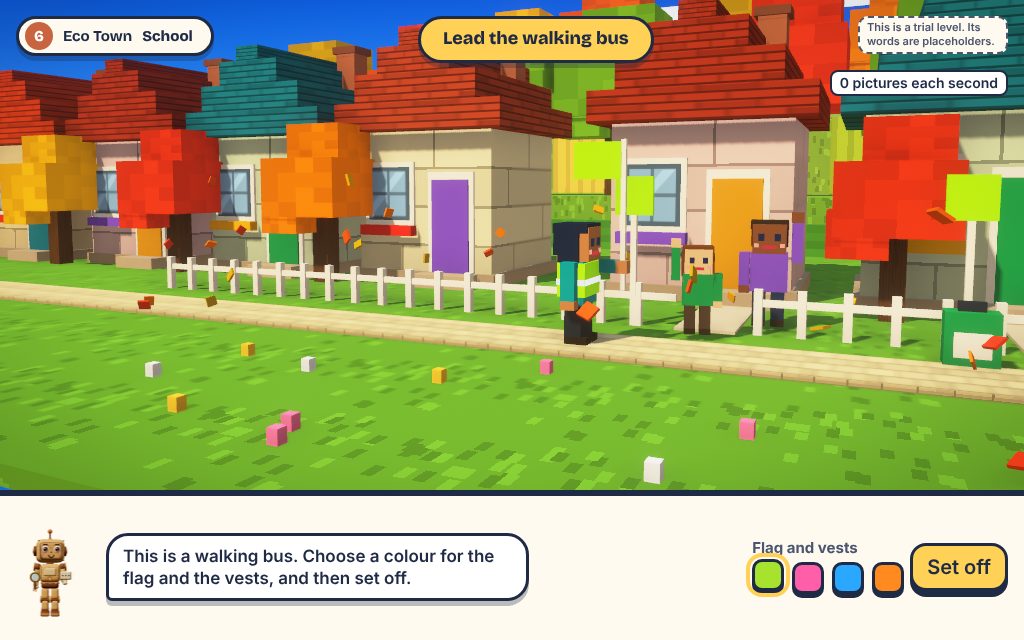 6 Eco Town School
Lead the walking bus
This is a trial level. Its
words are placeholders.
0 pictures each second
This is a walking bus. Choose a colour for the
flag and the vests, and then set off.
Flag and vests
Set off